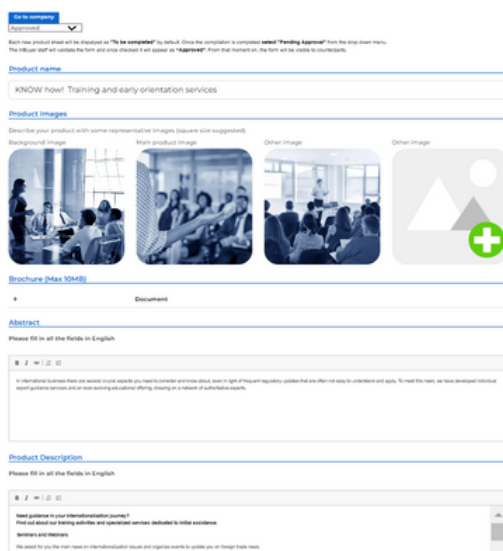 Go to company
Approved
Each new product sheet will be displayed as "To be completed" by default. Once the compilation is completed select "Pending Approval" from the drop down menu.
The InBuyer staff will validate the form and once checked it will appear as "Approved". From that moment on, the form will be visible to counterparts.
Product name
KNOW how! Training and early orientation services
Product Images
Describe your product with some representative images (square size suggested)
Background image Main product image Other image Other image
Brochure (Max 10MB)
+ Document
Abstract
Please fill in all the fields in English
B I
In international business there are several crucial aspects you need to consider and know about, even in light of frequent regulatory updates that are often not easy to understand and apply. To meet this need, we have developed individual
expert guidance services and an ever-evolving educational offering, drawing on a network of authoritative experts.
Product Description
Please fill in all the fields in English
B I
Need guidance in your internationalization journey?
Find out about our training activities and specialized services dedicated to initial assistance.
Seminars and Webinars
We select for you the main news on internationalization issues and organize events to update you on foreign trade news.